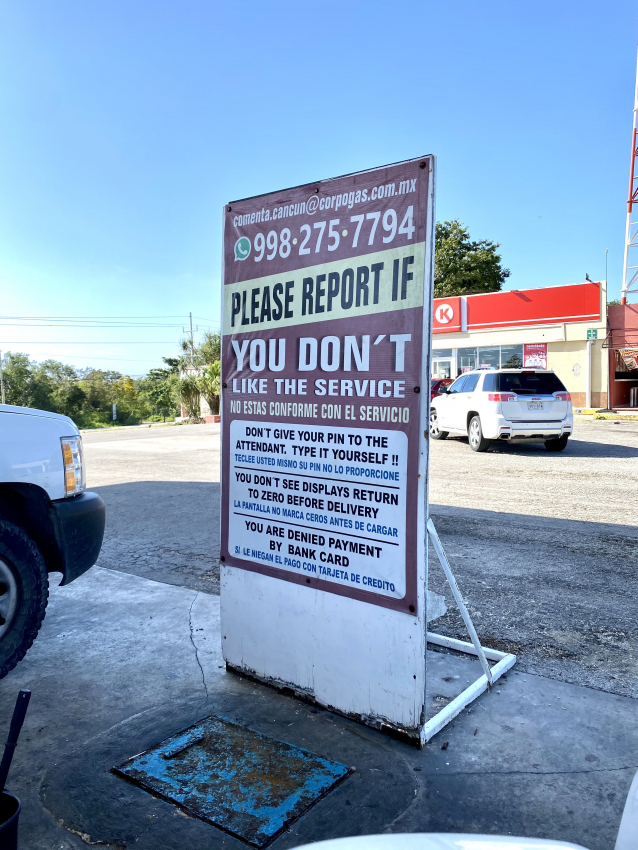 comenta.cancun@corpogas.com.mx
998·275·7794
PLEASE REPORT IF
YOU DON´T
LIKE THE SERVICE
NO ESTAS CONFORME CON EL SERVICIO
DON´T GIVE YOUR PIN TO THE
ATTENDANT. TYPE IT YOURSELF !!
TECLEE USTED MISMO SU PIN NO LO PROPORCIONE
YOU DON´T SEE DISPLAYS RETURN
TO ZERO BEFORE DELIVERY
LA PANTALLA NO MARCA CEROS ANTES DE CARGAR
YOU ARE DENIED PAYMENT
BY BANK CARD
SI LE NIEGAN EL PAGO CON TARJETA DE CREDITO
K